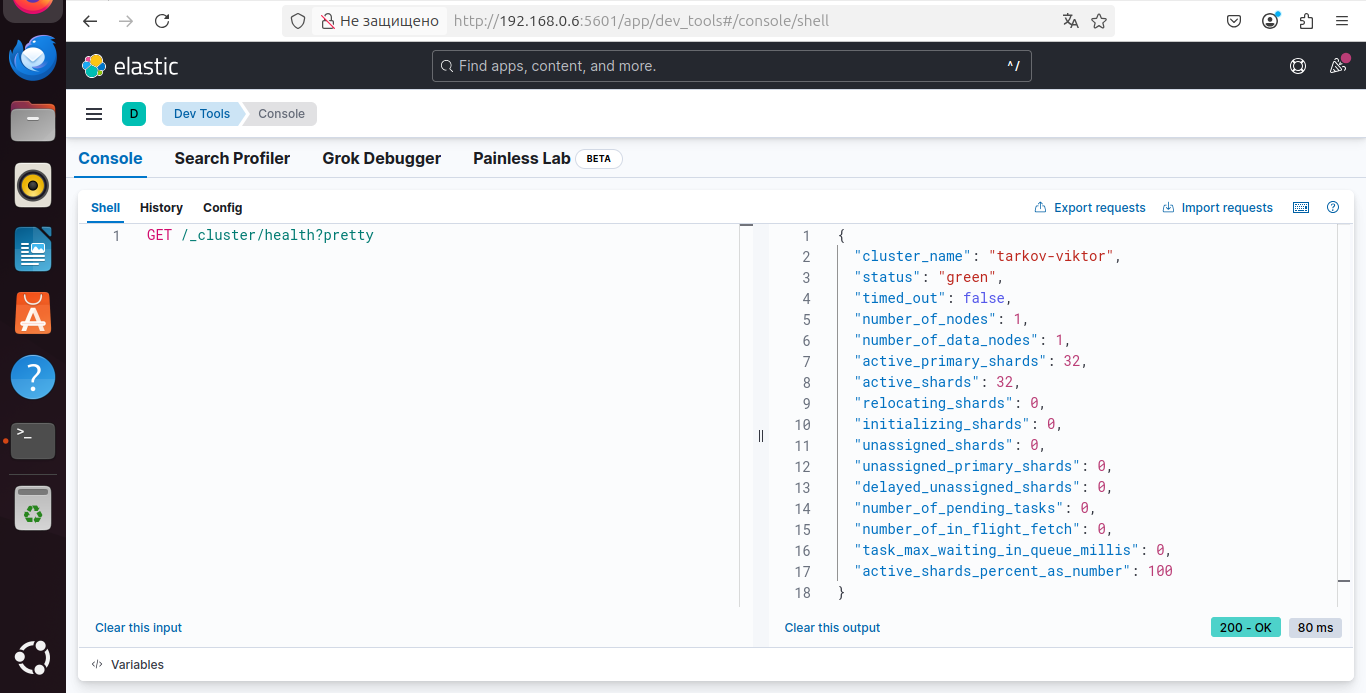 Не защищено http://192.168.0.6:5601/app/dev_tools#/console/shell
elastic Find apps, content, and more. ^/
D Dev Tools Console
Console Search Profiler Grok Debugger Painless Lab BETA
Shell History Config Export requests Import requests
1 GET /_cluster/health?pretty
1 {
2 "cluster_name": "tarkov-viktor",
3 "status": "green",
4 "timed_out": false,
5 "number_of_nodes": 1,
6 "number_of_data_nodes": 1,
7 "active_primary_shards": 32,
8 "active_shards": 32,
9 "relocating_shards": 0,
10 "initializing_shards": 0,
11 "unassigned_shards": 0,
12 "unassigned_primary_shards": 0,
13 "delayed_unassigned_shards": 0,
14 "number_of_pending_tasks": 0,
15 "number_of_in_flight_fetch": 0,
16 "task_max_waiting_in_queue_millis": 0,
17 "active_shards_percent_as_number": 100
18 }
Clear this input Clear this output 200 - OK 80 ms
Variables